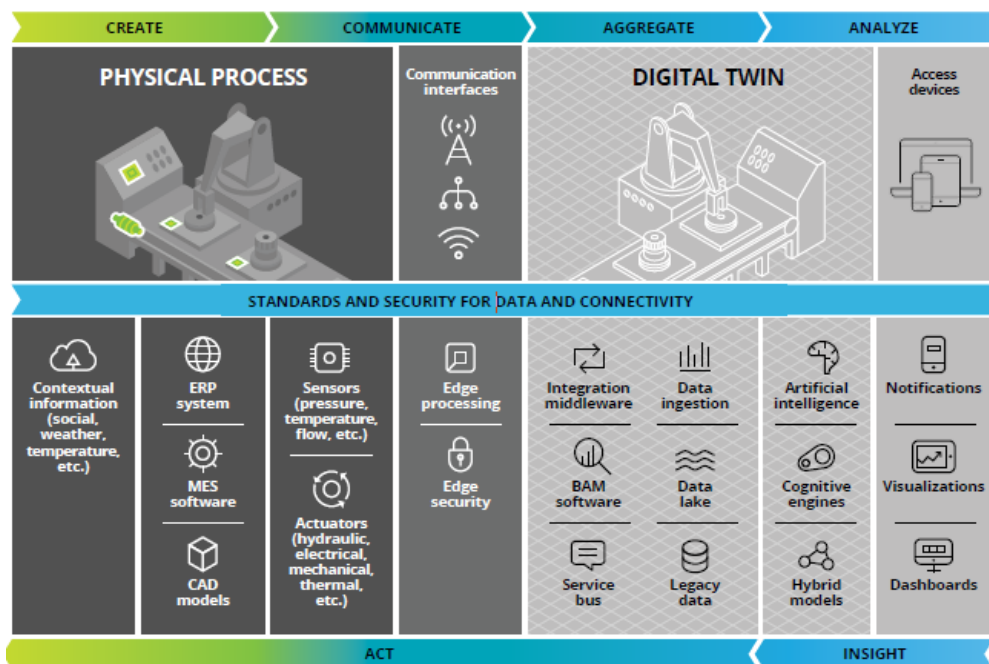 CREATE
COMMUNICATE
AGGREGATE
ANALYZE
PHYSICAL PROCESS
Communication
interfaces
DIGITAL TWIN
Access
devices
STANDARDS AND SECURITY FOR DATA AND CONNECTIVITY
Contextual
information
(social,
weather,
temperature,
etc.)
ERP
system
MES
software
CAD
models
Sensors
(pressure,
temperature,
flow, etc.)
Actuators
(hydraulic,
electrical,
mechanical,
thermal,
etc.)
Edge
processing
Edge
security
Integration
middleware
BAM
software
Service
bus
Data
ingestion
Data
lake
Legacy
data
Artificial
intelligence
Cognitive
engines
Hybrid
models
Notifications
Visualizations
Dashboards
ACT
INSIGHT